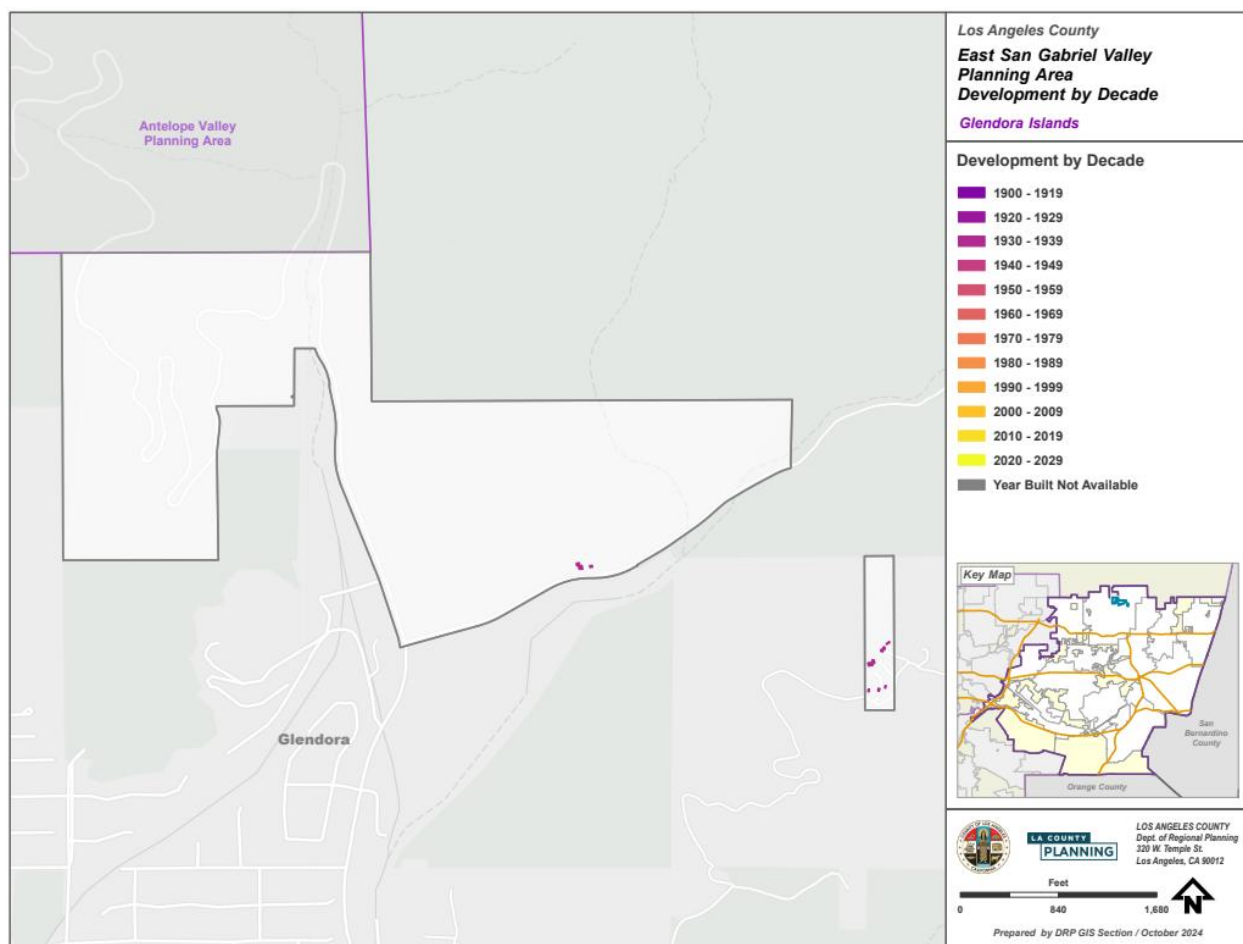 Antelope Valley
Planning Area
Glendora
Los Angeles County
East San Gabriel Valley
Planning Area
Development by Decade
Glendora Islands
Development by Decade
1900 - 1919
1920 - 1929
1930 - 1939
1940 - 1949
1950 - 1959
1960 - 1969
1970 - 1979
1980 - 1989
1990 - 1999
2000 - 2009
2010 - 2019
2020 - 2029
Year Built Not Available
Key Map
San
Bernardino
County
Orange County
LA COUNTY
PLANNING
LOS ANGELES COUNTY
Dept. of Regional Planning
320 W. Temple St.
Los Angeles, CA 90012
Feet
0 840 1,680
N
Prepared by DRP GIS Section / October 2024